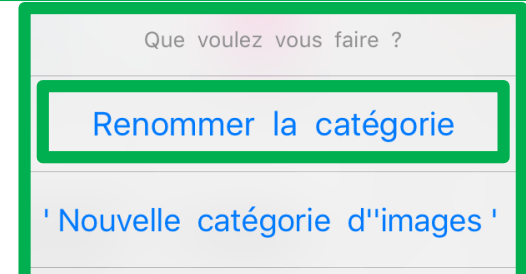 Que voulez vous faire ?
Renommer la catégorie
' Nouvelle catégorie d''images '